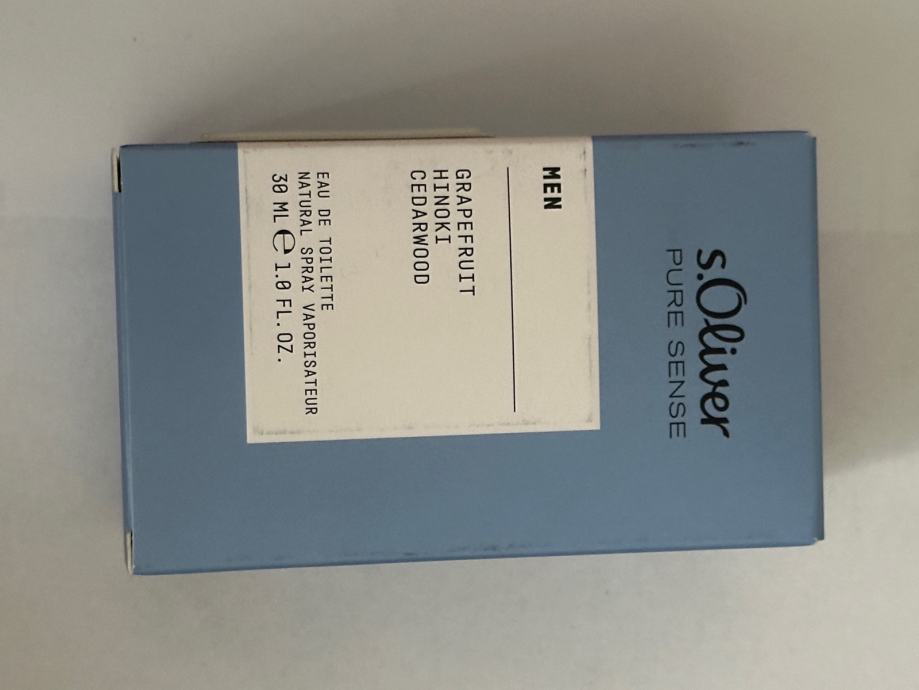 s.Oliver
PURE SENSE
MEN
GRAPEFRUIT
HINOKI
CEDARWOOD
EAU DE TOILETTE
NATURAL SPRAY VAPORISATEUR
30 ML ℮ 1.0 FL.OZ.